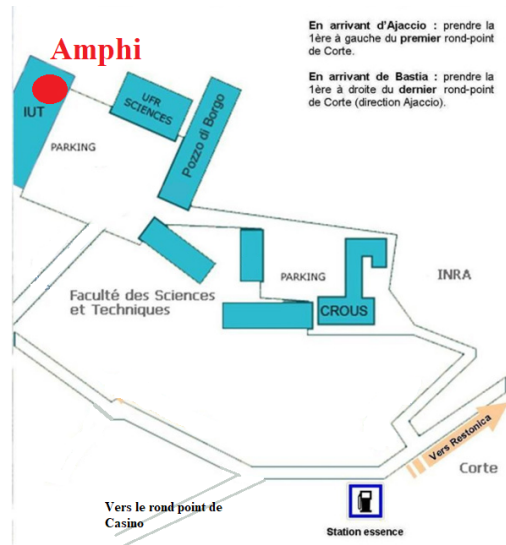 Amphi
En arrivant d'Ajaccio : prendre la
1ère à gauche du premier rond-point
de Corte.
En arrivant de Bastia : prendre la
1ère à droite du dernier rond-point
de Corte (direction Ajaccio).
IUT
UFR
SCIENCES
Pozzo di Borgo
PARKING
PARKING
INRA
Faculté des Sciences
et Techniques
CROUS
Vers Restonica
Corte
Vers le rond point de
Casino
Station essence